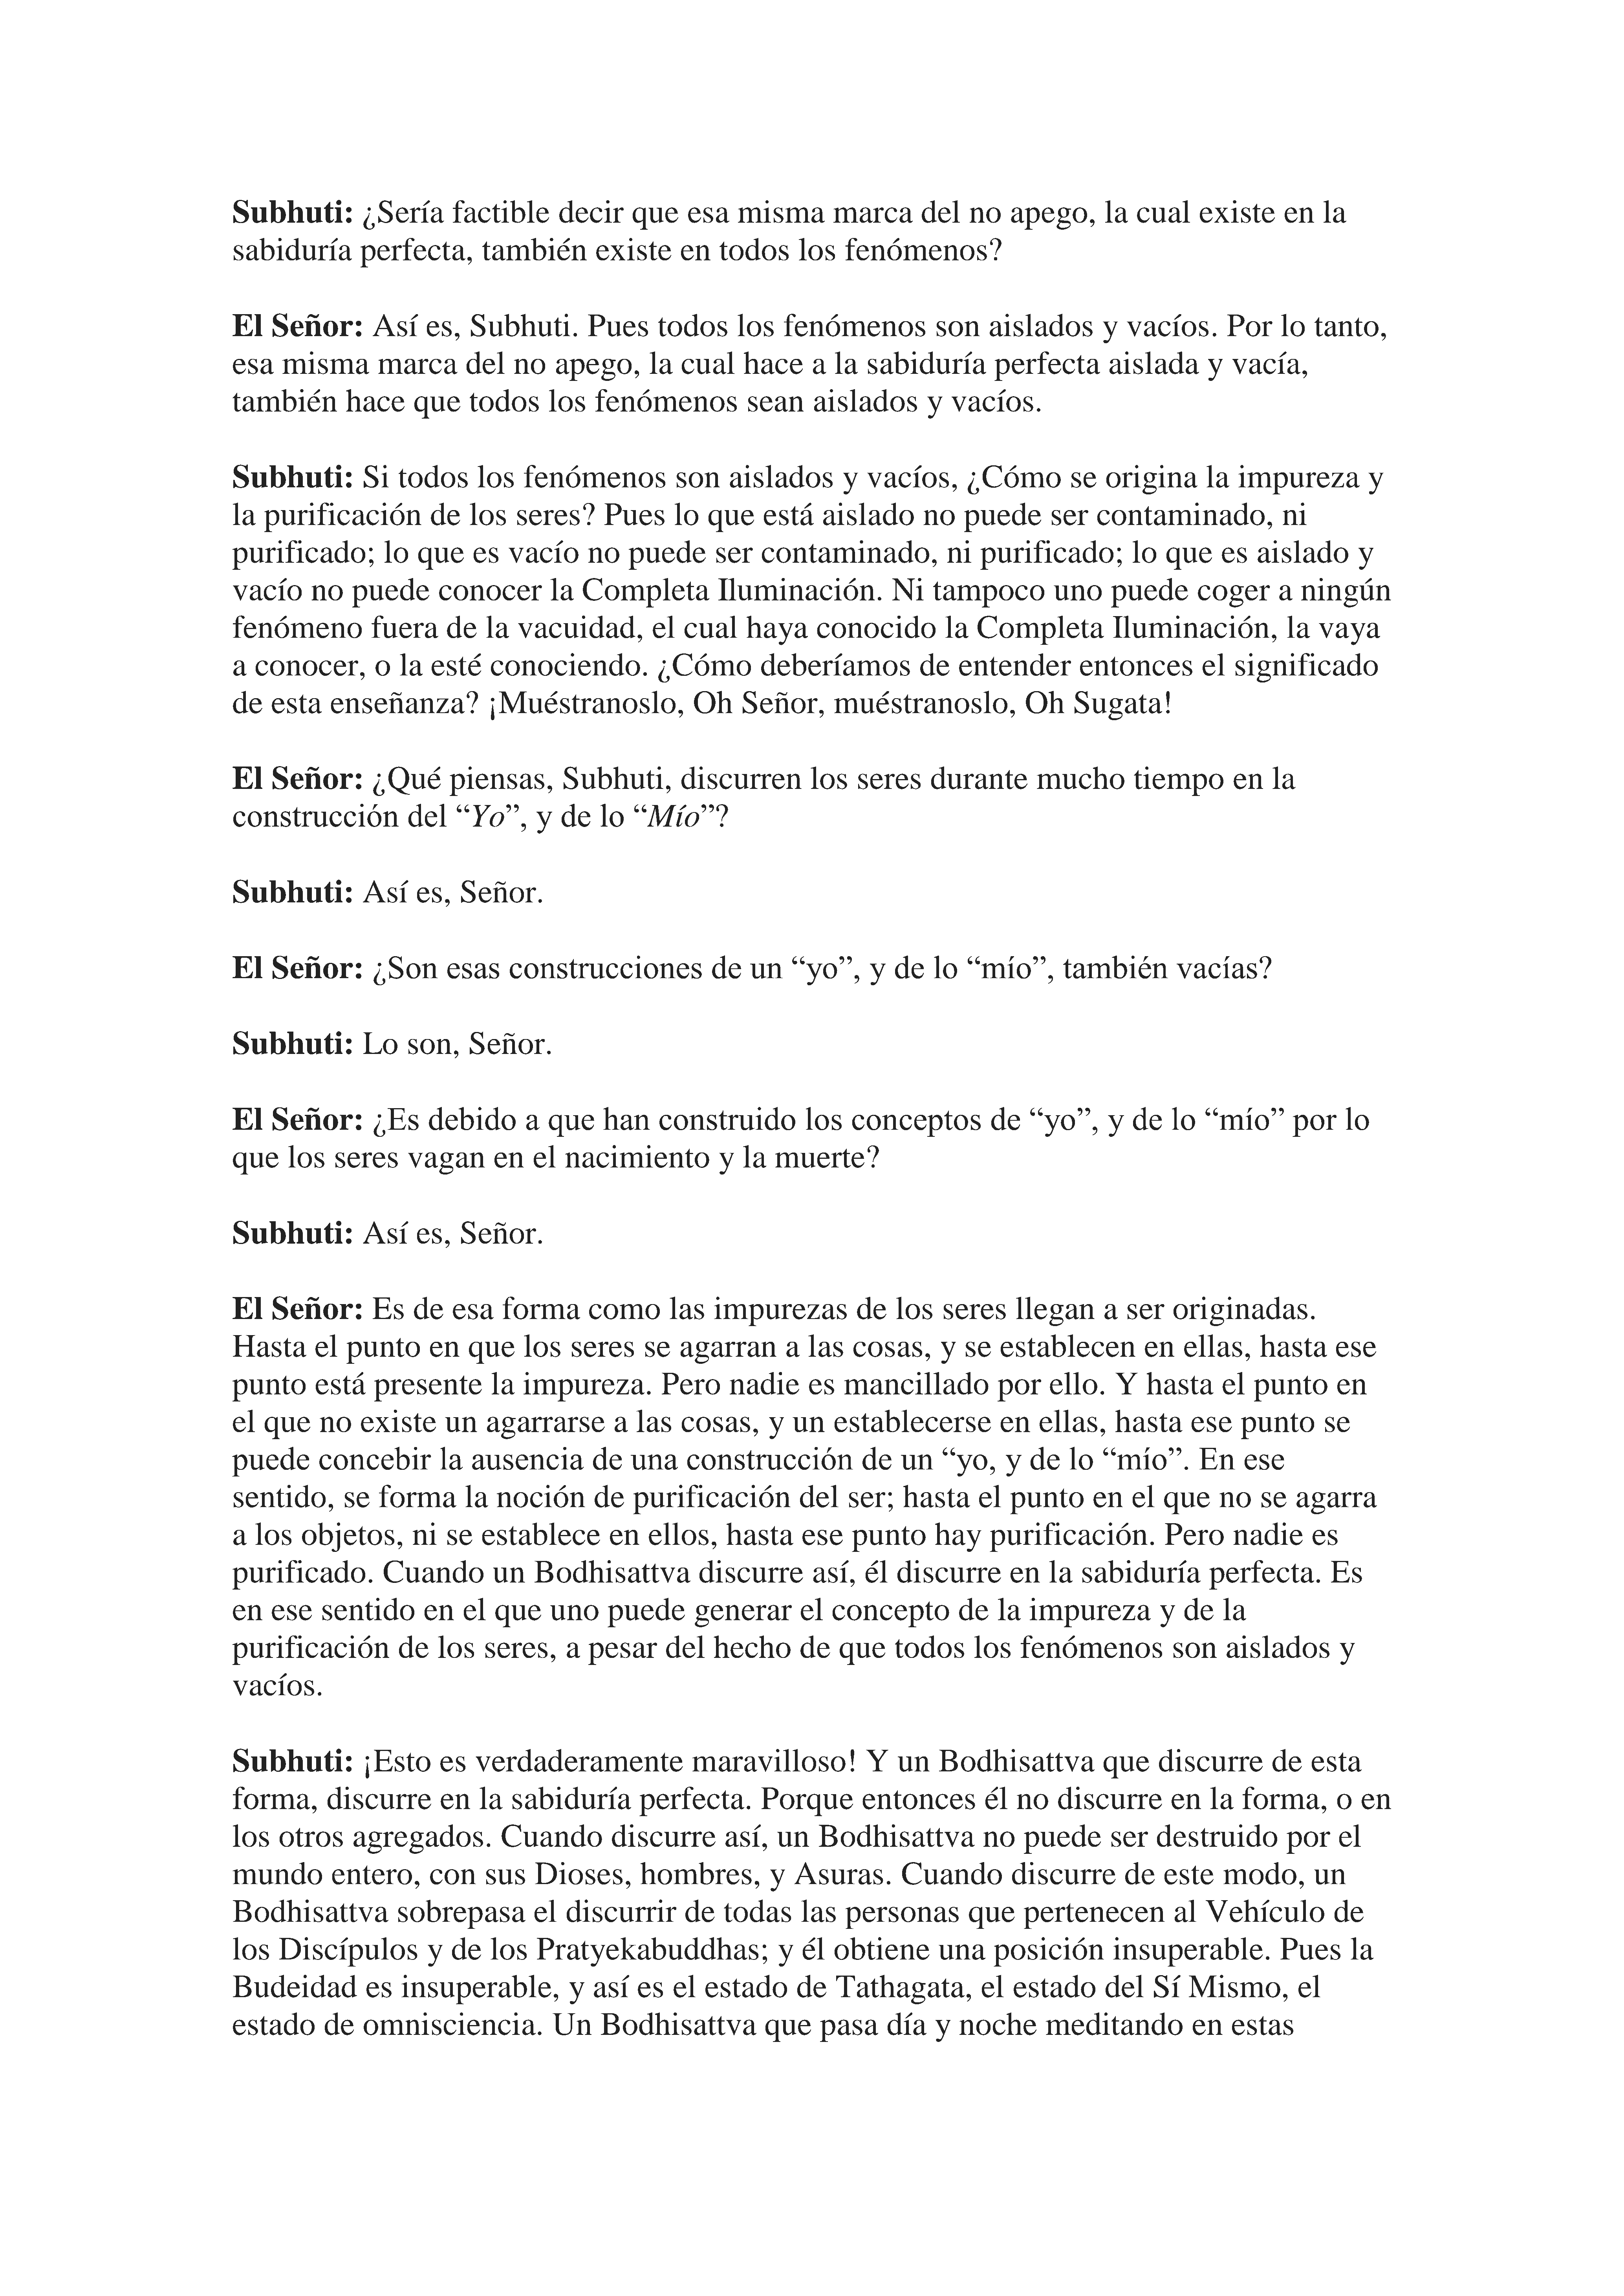 Subhuti: ¿Sería factible decir que esa misma marca del no apego, la cual existe en la
sabiduría perfecta, también existe en todos los fenómenos?
El Señor: Así es, Subhuti. Pues todos los fenómenos son aislados y vacíos. Por lo tanto,
esa misma marca del no apego, la cual hace a la sabiduría perfecta aislada y vacía,
también hace que todos los fenómenos sean aislados y vacíos.
Subhuti: Si todos los fenómenos son aislados y vacíos, ¿Cómo se origina la impureza y
la purificación de los seres? Pues lo que está aislado no puede ser contaminado, ni
purificado; lo que es vacío no puede ser contaminado, ni purificado; lo que es aislado y
vacío no puede conocer la Completa Iluminación. Ni tampoco uno puede coger a ningún
fenómeno fuera de la vacuidad, el cual haya conocido la Completa Iluminación, la vaya
a conocer, o la esté conociendo. ¿Cómo deberíamos de entender entonces el significado
de esta enseñanza? ¡Muéstranoslo, Oh Señor, muéstranoslo, Oh Sugata!
El Señor: ¿Qué piensas, Subhuti, discurren los seres durante mucho tiempo en la
construcción del “Yo”, y de lo “Mío”?
Subhuti: Así es, Señor.
El Señor: ¿Son esas construcciones de un “yo”, y de lo “mío”, también vacías?
Subhuti: Lo son, Señor.
El Señor: ¿Es debido a que han construido los conceptos de “yo”, y de lo “mío” por lo
que los seres vagan en el nacimiento y la muerte?
Subhuti: Así es, Señor.
El Señor: Es de esa forma como las impurezas de los seres llegan a ser originadas.
Hasta el punto en que los seres se agarran a las cosas, y se establecen en ellas, hasta ese
punto está presente la impureza. Pero nadie es mancillado por ello. Y hasta el punto en
el que no existe un agarrarse a las cosas, y un establecerse en ellas, hasta ese punto se
puede concebir la ausencia de una construcción de un “yo, y de lo “mío”. En ese
sentido, se forma la noción de purificación del ser; hasta el punto en el que no se agarra
a los objetos, ni se establece en ellos, hasta ese punto hay purificación. Pero nadie es
purificado. Cuando un Bodhisattva discurre así, él discurre en la sabiduría perfecta. Es
en ese sentido en el que uno puede generar el concepto de la impureza y de la
purificación de los seres, a pesar del hecho de que todos los fenómenos son aislados y
vacíos.
Subhuti: ¡Esto es verdaderamente maravilloso! Y un Bodhisattva que discurre de esta
forma, discurre en la sabiduría perfecta. Porque entonces él no discurre en la forma, o en
los otros agregados. Cuando discurre así, un Bodhisattva no puede ser destruido por el
mundo entero, con sus Dioses, hombres, y Asuras. Cuando discurre de este modo, un
Bodhisattva sobrepasa el discurrir de todas las personas que pertenecen al Vehículo de
los Discípulos y de los Pratyekabuddhas; y él obtiene una posición insuperable. Pues la
Budeidad es insuperable, y así es el estado de Tathagata, el estado del Sí Mismo, el
estado de omnisciencia. Un Bodhisattva que pasa día y noche meditando en estas